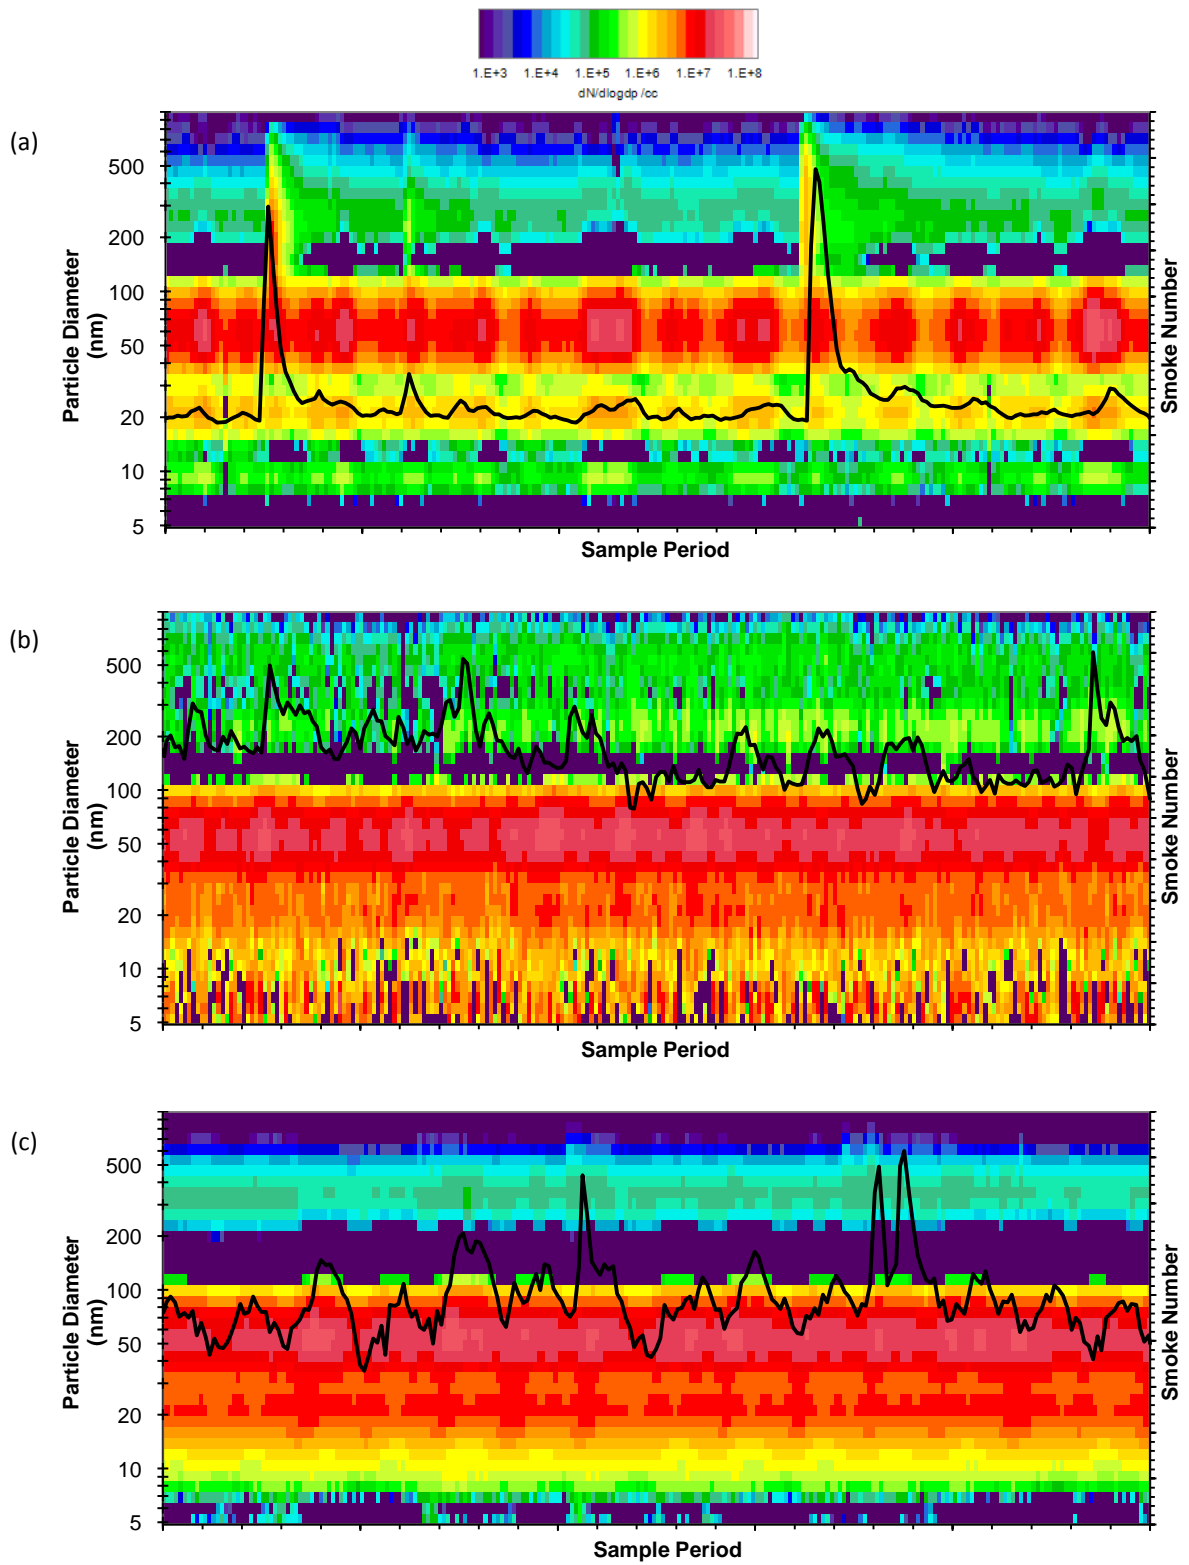 1.E+3 1.E+4 1.E+5 1.E+6 1.E+7 1.E+8
dN/dlogdp /cc
(a)
500
200
100
50
20
10
5
Particle Diameter
(nm)
Smoke Number
Sample Period
(b)
500
200
100
50
20
10
5
Particle Diameter
(nm)
Smoke Number
Sample Period
(c)
500
200
100
50
20
10
5
Particle Diameter
(nm)
Smoke Number
Sample Period